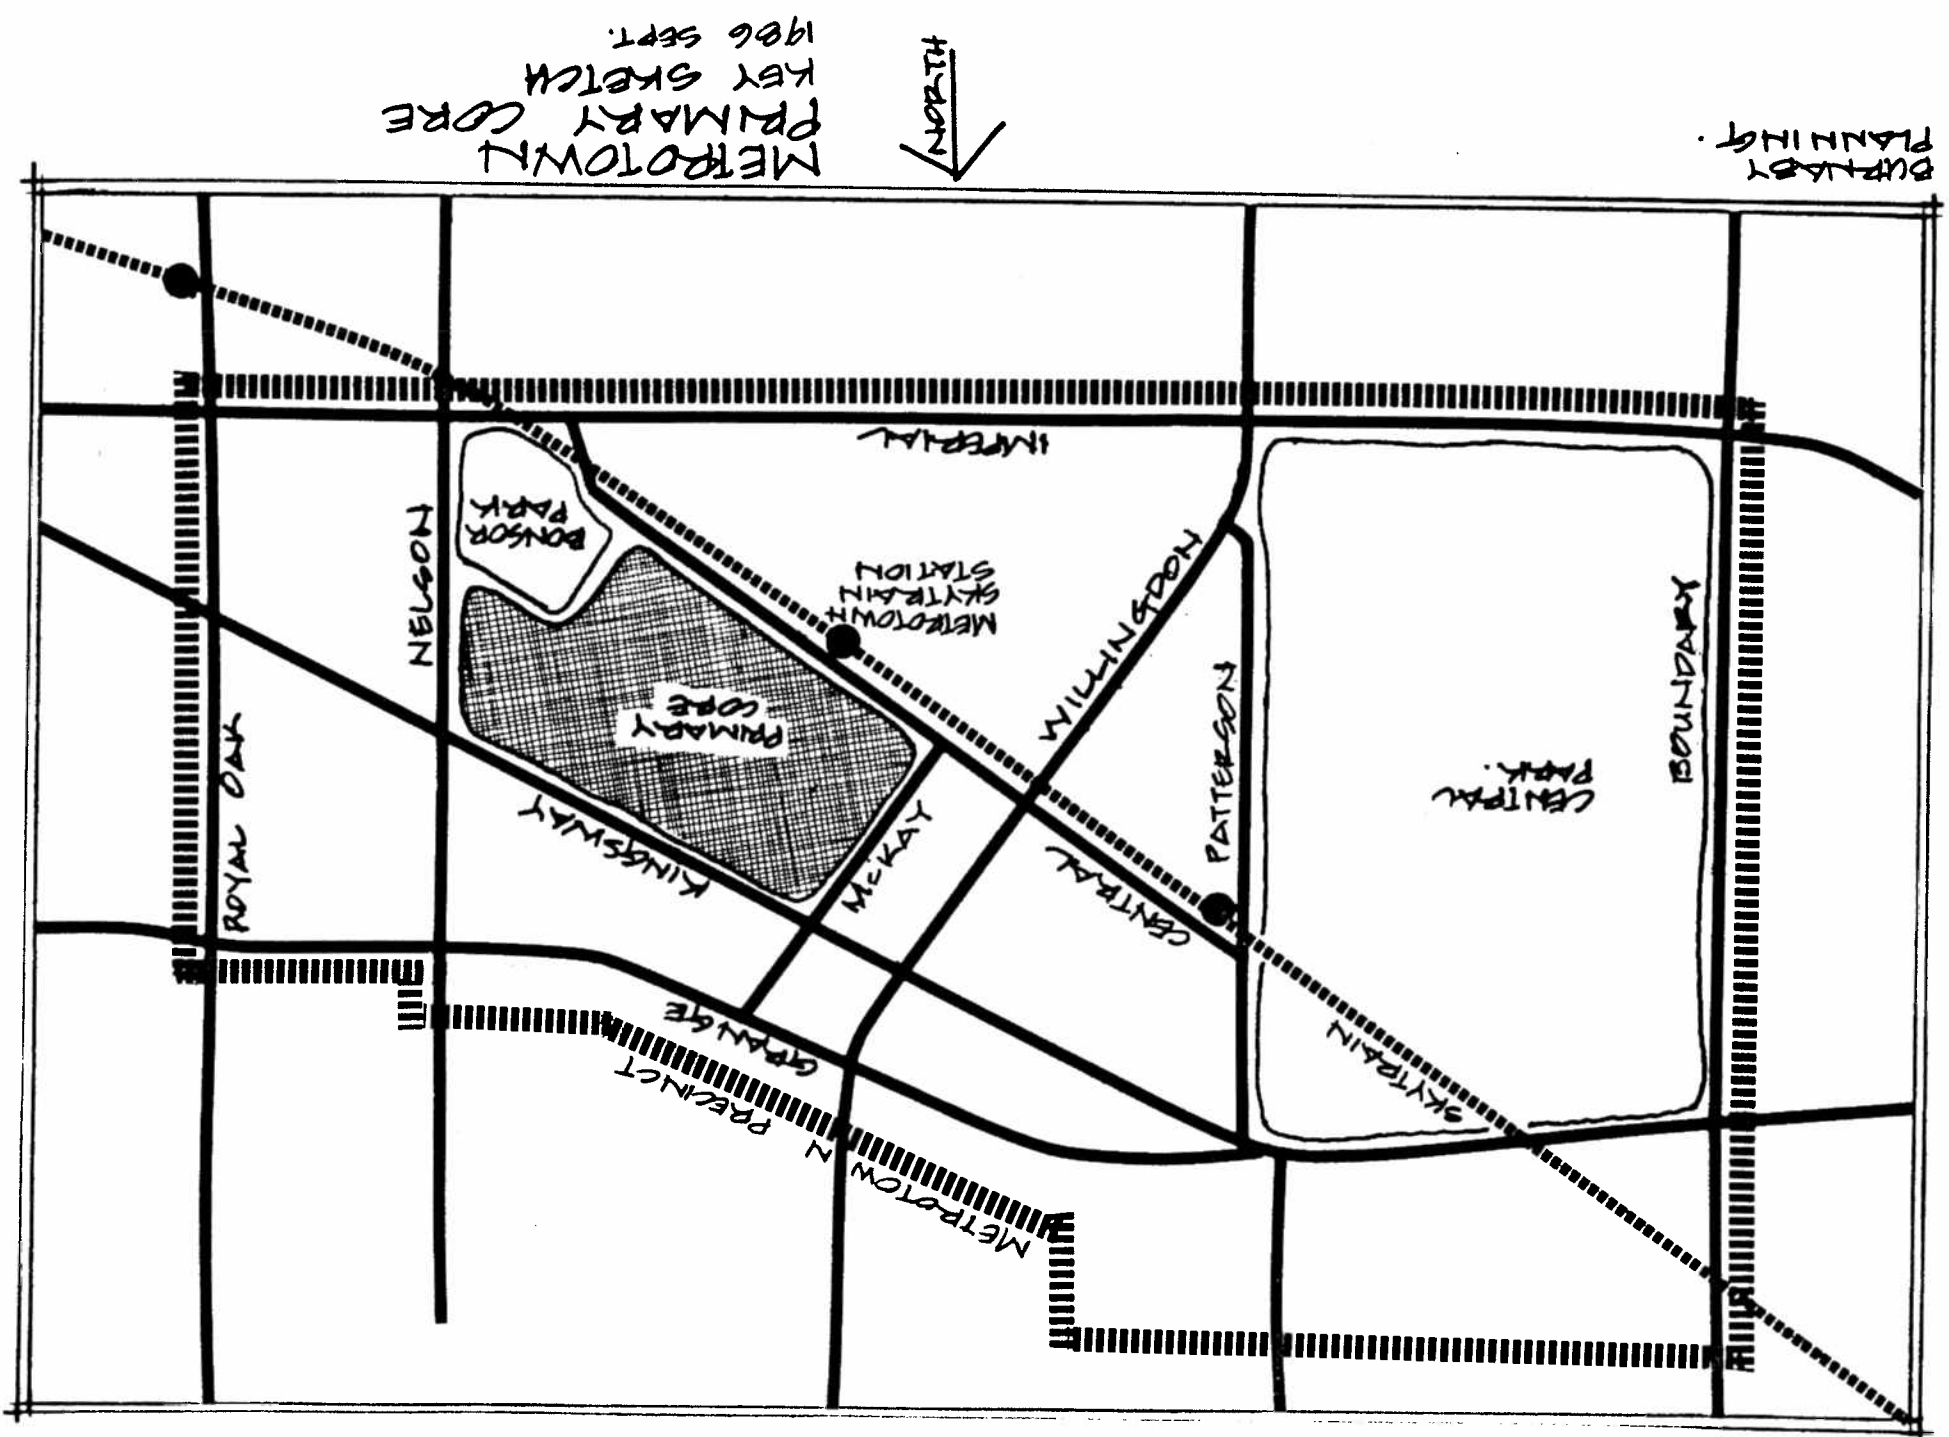 BOUNDARY
CENTRAL
PARK.
SKYTRAIN
PATTERSON
WILLINGDON
CENTRAL
METROTOWN
PRECINCT
GRANGE
McKAY
KINGSWAY
PRIMARY
CORE
METROTOWN
SKYTRAIN
STATION
IMPERIAL
BONSOR
PARK
NELSON
ROYAL OAK
BURNABY
PLANNING.
NORTH
METROTOWN
PRIMARY CORE
KEY SKETCH
1986 SEPT.